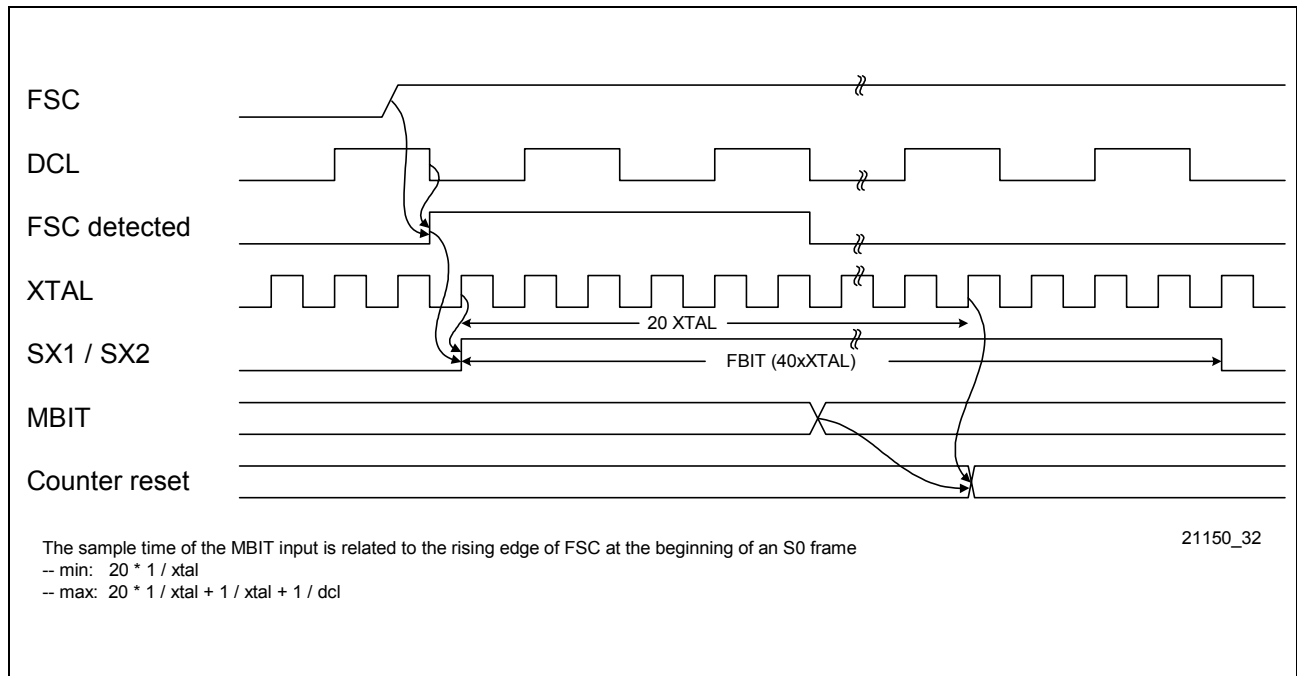 FSC
DCL
FSC detected
XTAL
20 XTAL
SX1 / SX2
FBIT (40xXTAL)
MBIT
Counter reset
The sample time of the MBIT input is related to the rising edge of FSC at the beginning of an S0 frame
21150_32
-- min: 20 * 1 / xtal
-- max: 20 * 1 / xtal + 1 / xtal + 1 / dcl